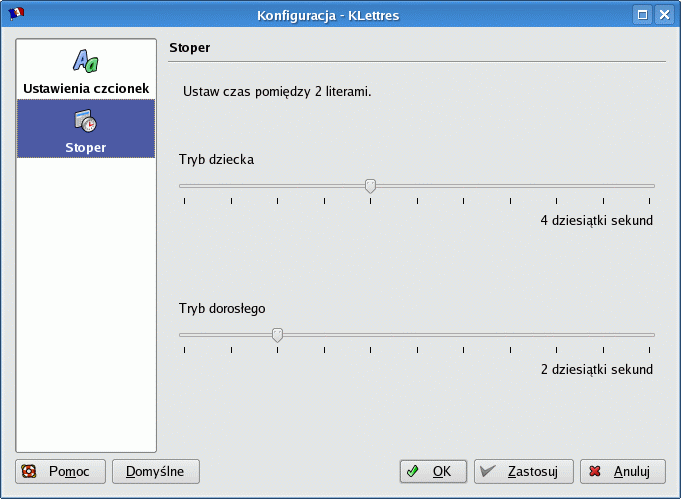 Konfiguracja - KLettres
Ustawienia czcionek
Stoper
Stoper
Ustaw czas pomiędzy 2 literami.
Tryb dziecka
4 dziesiątki sekund
Tryb dorosłego
2 dziesiątki sekund
Pomoc
Domyślne
OK
Zastosuj
Anuluj